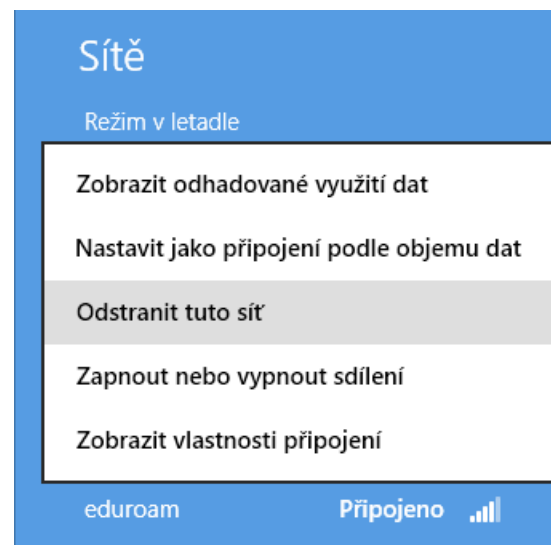 Sítě
Režim v letadle
Zobrazit odhadované využití dat
Nastavit jako připojení podle objemu dat
Odstranit tuto síť
Zapnout nebo vypnout sdílení
Zobrazit vlastnosti připojení
eduroam Připojeno